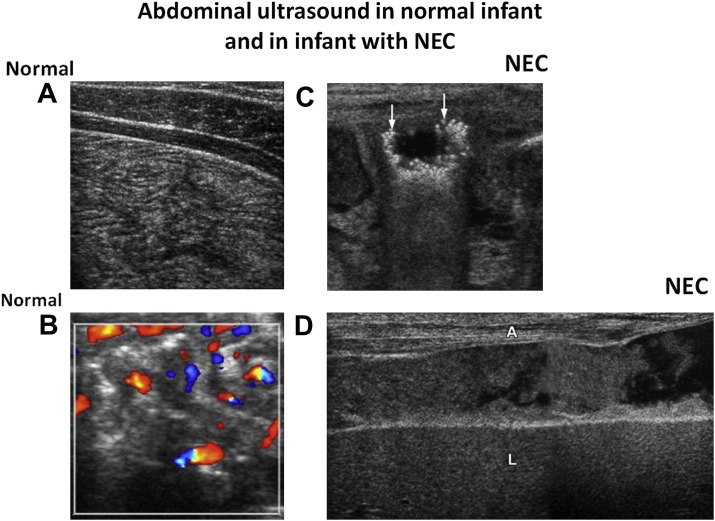 Abdominal ultrasound in normal infant
and in infant with NEC
Normal
NEC
A
C
Normal
NEC
B
D
A
L